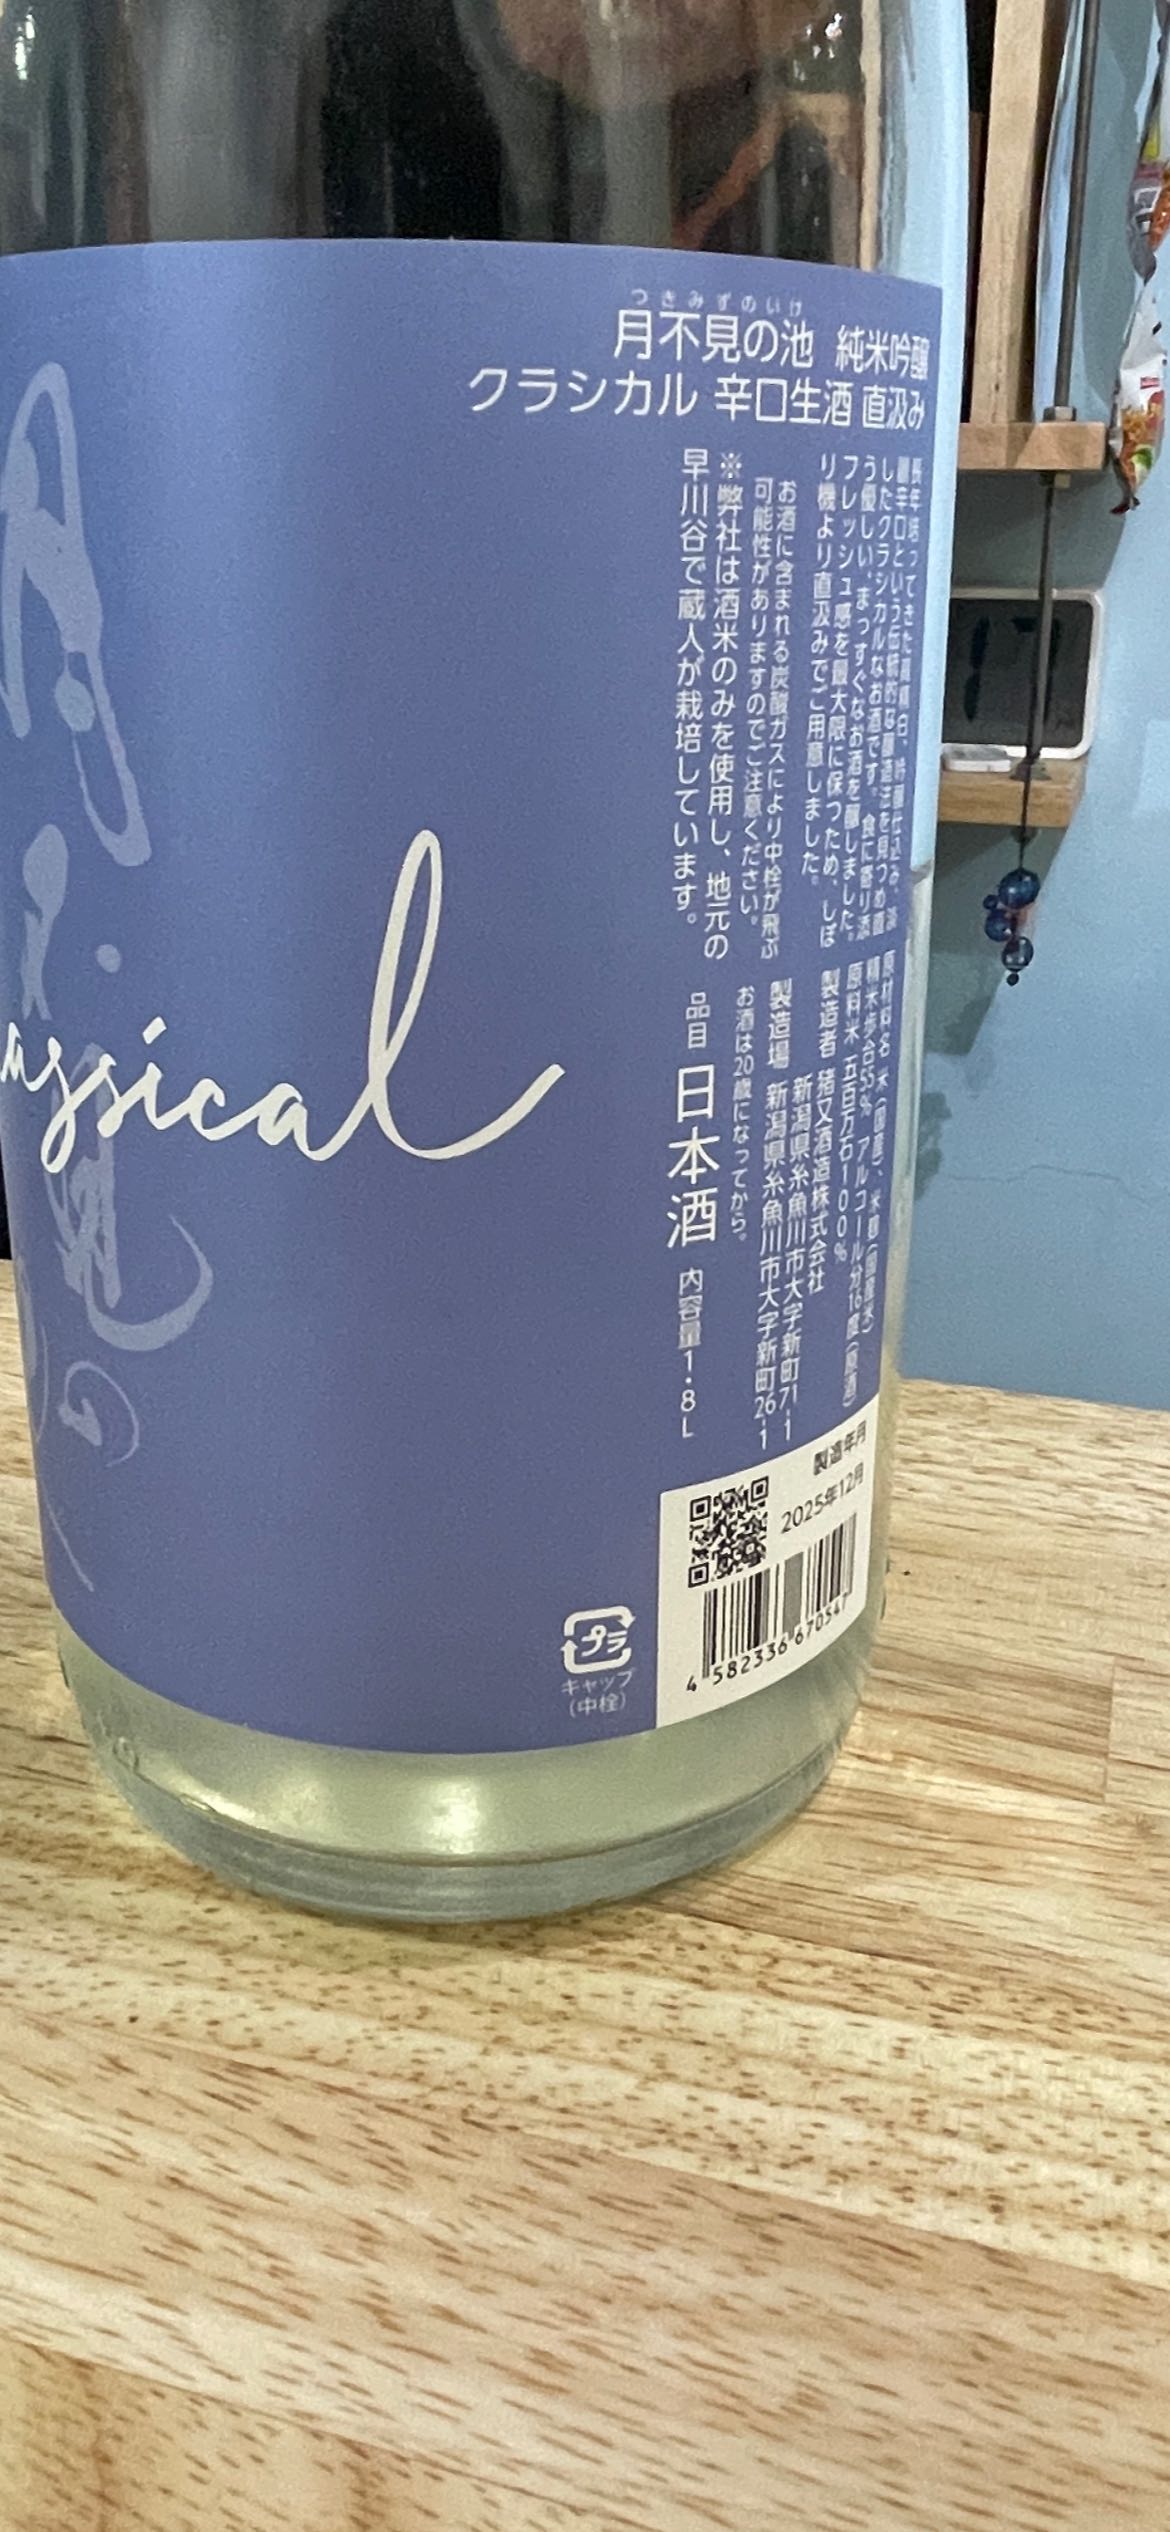 つきみずのいけ
月不見の池 純米吟醸
クラシカル 辛口生酒 直汲み
長年培ってきた高精白、吟醸仕込み、淡
麗辛口という伝統的な醸造法を見つめ直
したクラシカルなお酒です。食に寄り添
う優しい、まっすぐなお酒を醸しました。
フレッシュ感を最大限に保つため、しぼ
り機より直汲みでご用意しました。
お酒に含まれる炭酸ガスにより中栓が飛ぶ
可能性がありますのでご注意ください。
※弊社は酒米のみを使用し、地元の
早川谷で蔵人が栽培しています。
原材料名 米(国産)、米麹(国産米)
精米歩合55% アルコール分16度(原酒)
原料米 五百万石100%
製造者 猪又酒造株式会社
新潟県糸魚川市大字新町71-1
製造場 新潟県糸魚川市大字新町26-1
お酒は20歳になってから。
品目 日本酒 内容量1.8L
製造年月
2025年12月
4 582336 670547
プラ
キャップ
(中栓)
月不見の